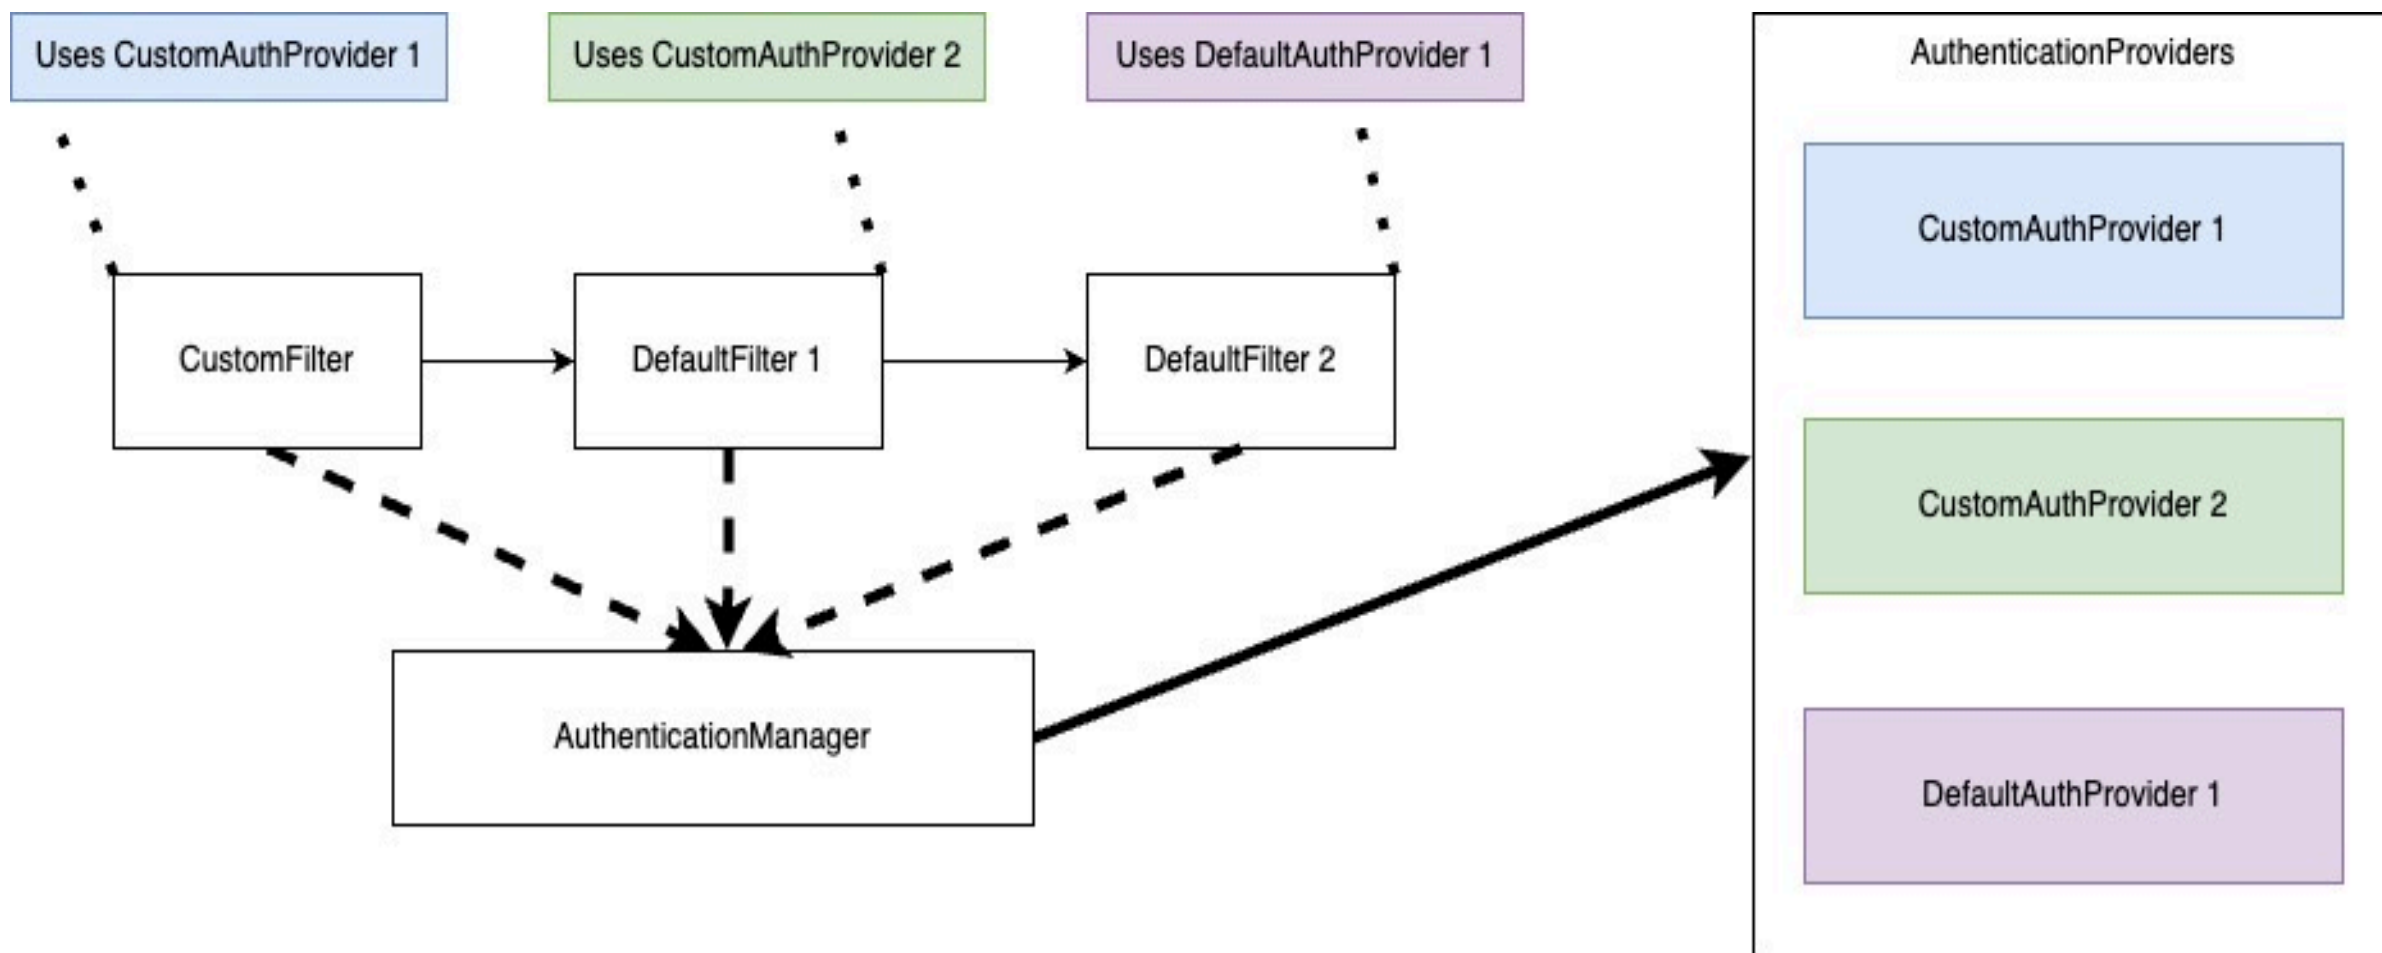 Uses CustomAuthProvider 1
Uses CustomAuthProvider 2
Uses DefaultAuthProvider 1
AuthenticationProviders
CustomAuthProvider 1
CustomFilter
DefaultFilter 1
DefaultFilter 2
CustomAuthProvider 2
AuthenticationManager
DefaultAuthProvider 1